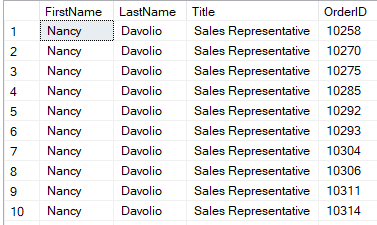 FirstName LastName Title OrderID
1 Nancy Davolio Sales Representative 10258
2 Nancy Davolio Sales Representative 10270
3 Nancy Davolio Sales Representative 10275
4 Nancy Davolio Sales Representative 10285
5 Nancy Davolio Sales Representative 10292
6 Nancy Davolio Sales Representative 10293
7 Nancy Davolio Sales Representative 10304
8 Nancy Davolio Sales Representative 10306
9 Nancy Davolio Sales Representative 10311
10 Nancy Davolio Sales Representative 10314